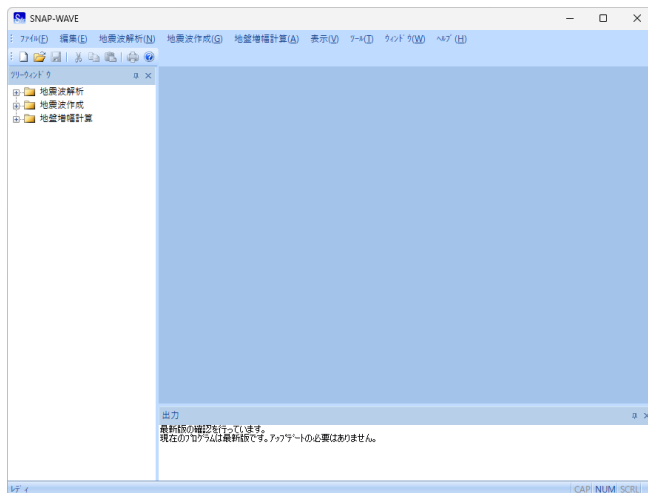 SNAP-WAVE
ﾌｧｲﾙ(F) 編集(E) 地震波解析(N) 地震波作成(G) 地盤増幅計算(A) 表示(V) ﾂｰﾙ(T) ｳｨﾝﾄﾞｳ(W) ﾍﾙﾌﾟ(H)
ﾂﾘｰｳｨﾝﾄﾞｳ
地震波解析
地震波作成
地盤増幅計算
出力
最新版の確認を行っています。
現在のﾌﾟﾛｸﾞﾗﾑは最新版です。ｱｯﾌﾟﾃﾞｰﾄの必要はありません。
ﾚﾃﾞｨ CAP NUM SCRL